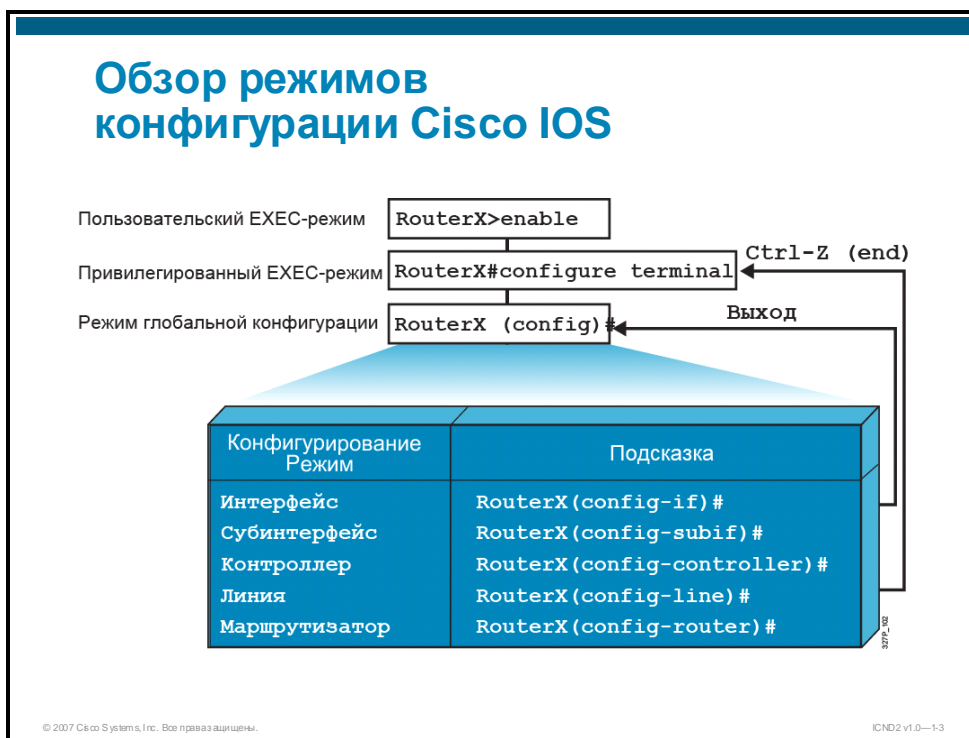 Обзор режимов
конфигурации Cisco IOS
Пользовательский EXEC-режим
RouterX>enable
Привилегированный EXEC-режим
RouterX#configure terminal
Ctrl-Z (end)
Режим глобальной конфигурации
RouterX (config)#
Выход
Конфигурирование
Режим
Подсказка
Интерфейс RouterX(config-if)#
Субинтерфейс RouterX(config-subif)#
Контроллер RouterX(config-controller)#
Линия RouterX(config-line)#
Маршрутизатор RouterX(config-router)#
327P_102
© 2007 Cisco Systems, Inc. Все права защищены.
ICND2 v1.0—1-3